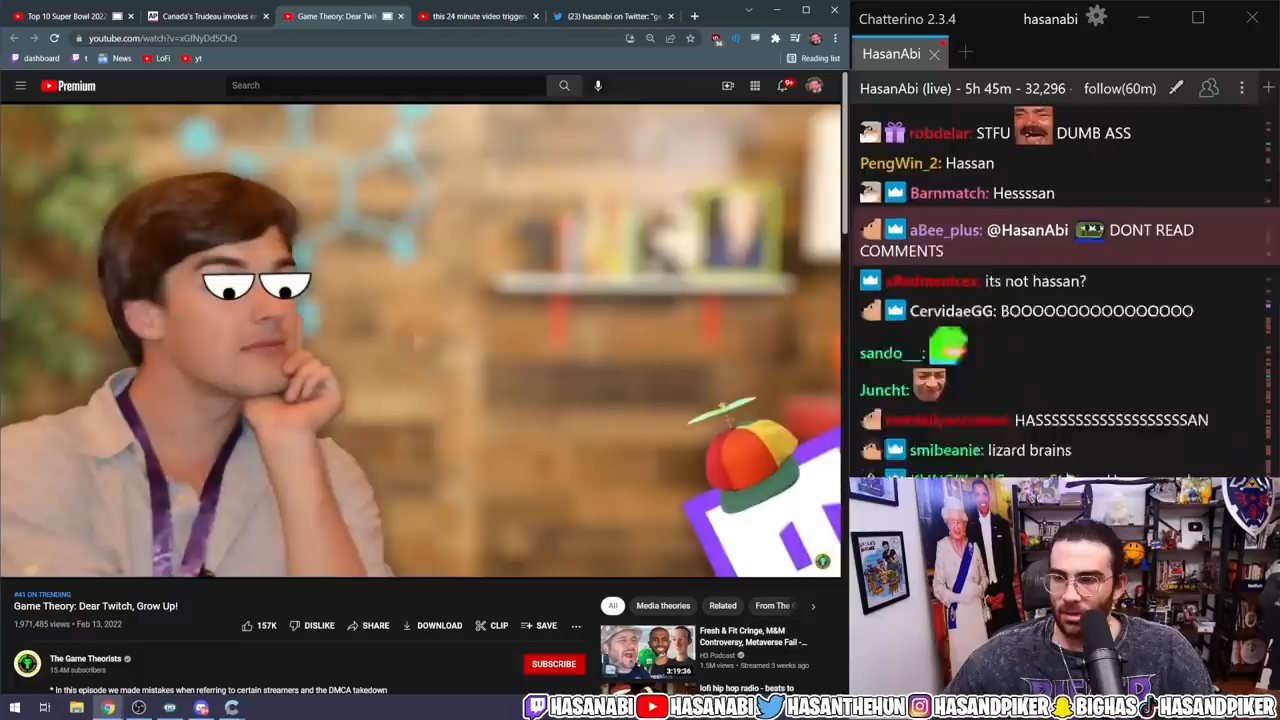 Top 10 Super Bowl 2022
Canada's Trudeau invokes e
Game Theory: Dear Twit
this 24 minute video trigger
(23) hasanabi on Twitter: "ge
youtube.com/watch?v=xGfNyDd5ChQ
dashboard
t
News
LoFi
yt
Reading list
Premium
Search
9+
#41 ON TRENDING
Game Theory: Dear Twitch, Grow Up!
1,971,485 views • Feb 13, 2022
157K
DISLIKE
SHARE
DOWNLOAD
CLIP
SAVE
The Game Theorists
15.4M subscribers
SUBSCRIBE
* In this episode we made mistakes when referring to certain streamers and the DMCA takedown
All
Media theories
Related
From The
Fresh & Fit Cringe, M&M
Controversy, Metaverse Fail -...
H3 Podcast
1.5M views • Streamed 3 weeks ago
3:19:36
lofi hip hop radio - beats to
Chatterino 2.3.4
hasanabi
HasanAbi
HasanAbi (live) - 5h 45m - 32,296 - follow(60m)
robdelar: STFU DUMB ASS
PengWin_2: Hassan
Barnmatch: Hessssan
aBee_plus: @HasanAbi DONT READ
COMMENTS
its not hassan?
CervidaeGG: BOOOOOOOOOOOOOOO
sando__:
Juncht:
HASSSSSSSSSSSSSSSSSSSAN
smibeanie: lizard brains
HASANABI HASANABI HASANTHEHUN HASANDPIKER BIGHAS HASANDPIKER